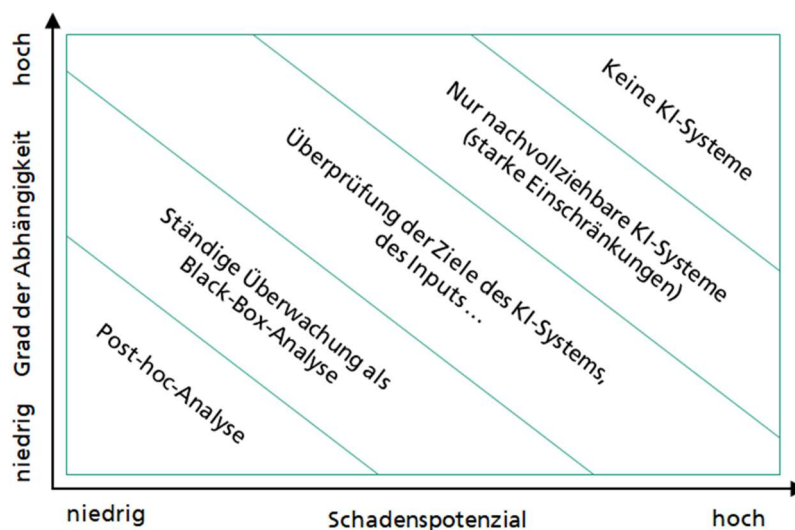 hoch
Grad der Abhängigkeit
niedrig
Keine KI-Systeme
Nur nachvollziehbare KI-Systeme
(starke Einschränkungen)
Überprüfung der Ziele des KI-Systems,
des Inputs...
Ständige Überwachung als
Black-Box-Analyse
Post-hoc-Analyse
niedrig
Schadenspotenzial
hoch